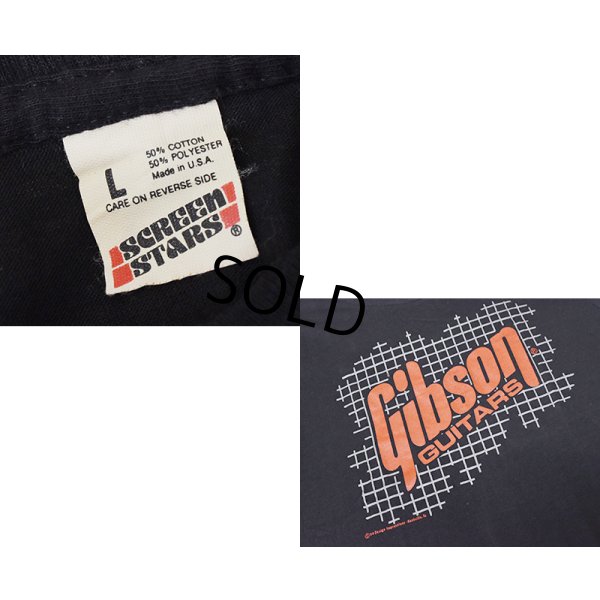 L
50% COTTON
50% POLYESTER
Made in U.S.A.
CARE ON REVERSE SIDE
SCREEN
STARS®
SOLD
Gibson®
GUITARS